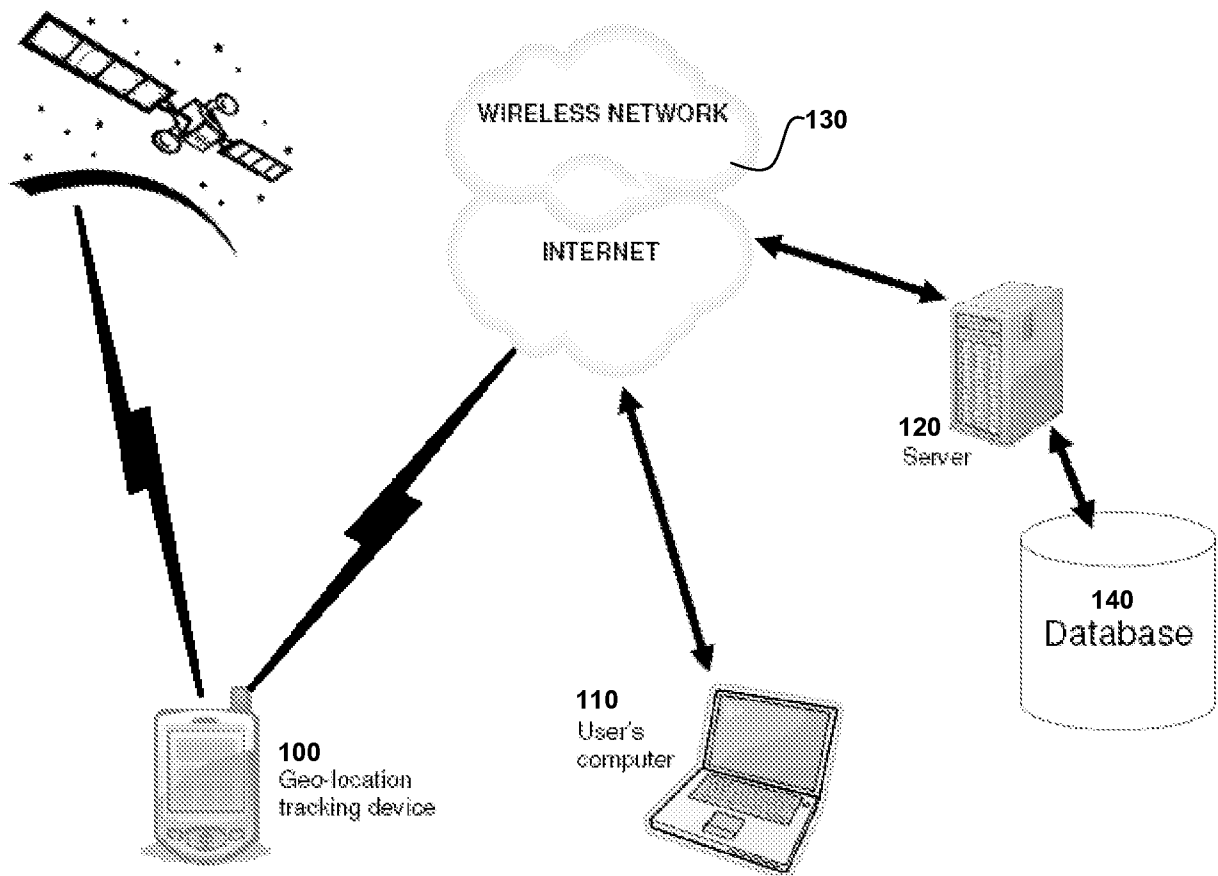 WIRELESS NETWORK
130
INTERNET
120
Server
140
Database
110
User's
computer
100
Geo-location
tracking device